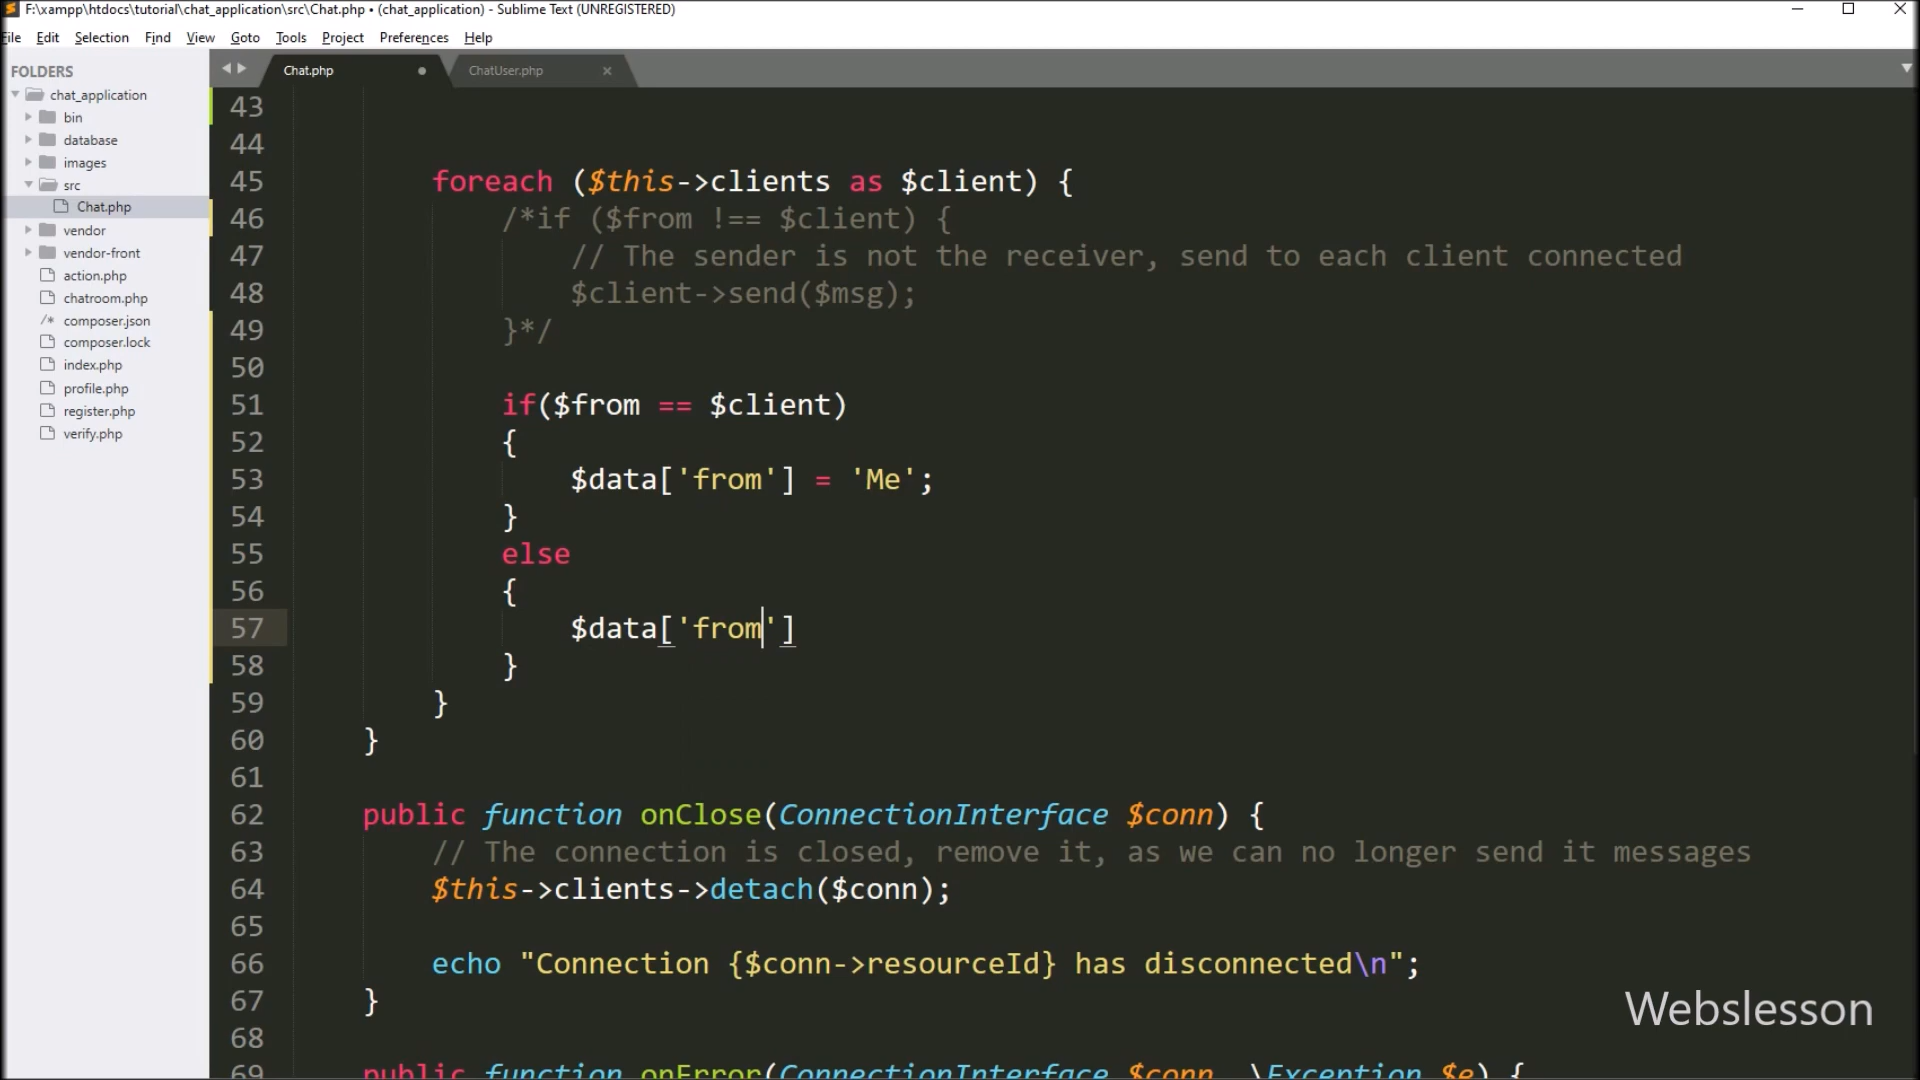 F:\xampp\htdocs\tutorial\chat_application\src\Chat.php • (chat_application) - Sublime Text (UNREGISTERED)
File Edit Selection Find View Goto Tools Project Preferences Help
FOLDERS
chat_application
bin
database
images
src
Chat.php
vendor
vendor-front
action.php
chatroom.php
/* composer.json
composer.lock
index.php
profile.php
register.php
verify.php
Chat.php ChatUser.php ×
43
44
45 foreach ($this->clients as $client) {
46 /*if ($from !== $client) {
47 // The sender is not the receiver, send to each client connected
48 $client->send($msg);
49 }*/
50
51 if($from == $client)
52 {
53 $data['from'] = 'Me';
54 }
55 else
56 {
57 $data['from']
58 }
59 }
60 }
61
62 public function onClose(ConnectionInterface $conn) {
63 // The connection is closed, remove it, as we can no longer send it messages
64 $this->clients->detach($conn);
65
66 echo "Connection {$conn->resourceId} has disconnected\n";
67 }
68
69 public function onError(ConnectionInterface $conn, \Exception $e) {
Webslesson